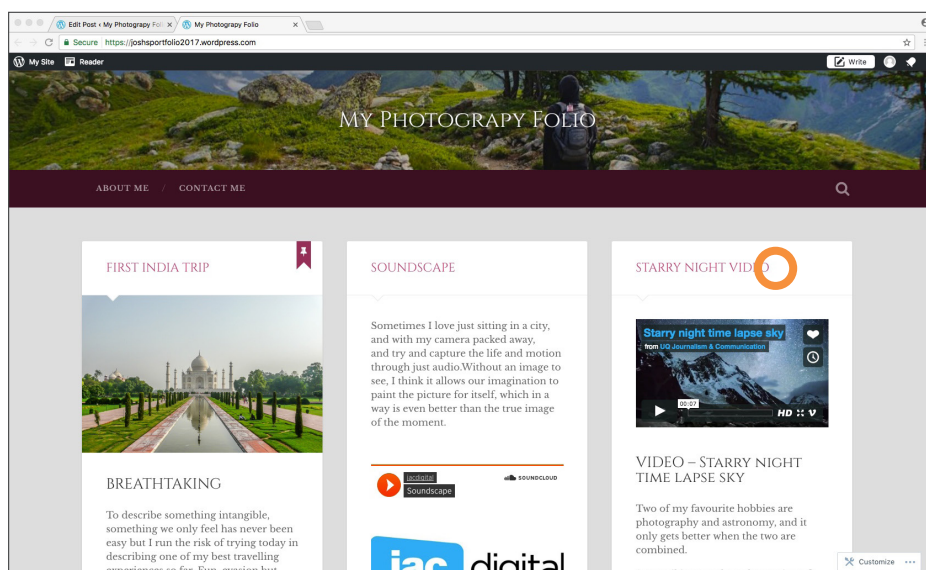 Edit Post ‹ My Photograpy Fol
My Photograpy Folio
Secure
https://joshsportfolio2017.wordpress.com
My Site
Reader
Write
My Photograpy Folio
ABOUT ME / CONTACT ME
FIRST INDIA TRIP
BREATHTAKING
To describe something intangible,
something we only feel has never been
easy but I run the risk of trying today in
describing one of my best travelling
SOUNDSCAPE
Sometimes I love just sitting in a city,
and with my camera packed away,
and try and capture the life and motion
through just audio.Without an image to
see, I think it allows our imagination to
paint the picture for itself, which in a
way is even better than the true image
of the moment.
jacdigital
Soundscape
SOUNDCLOUD
jac digital
STARRY NIGHT VIDEO
Starry night time lapse sky
from UQ Journalism & Communication
00:07
HD
VIDEO – Starry night
time lapse sky
Two of my favourite hobbies are
photography and astronomy, and it
only gets better when the two are
combined.
Customize